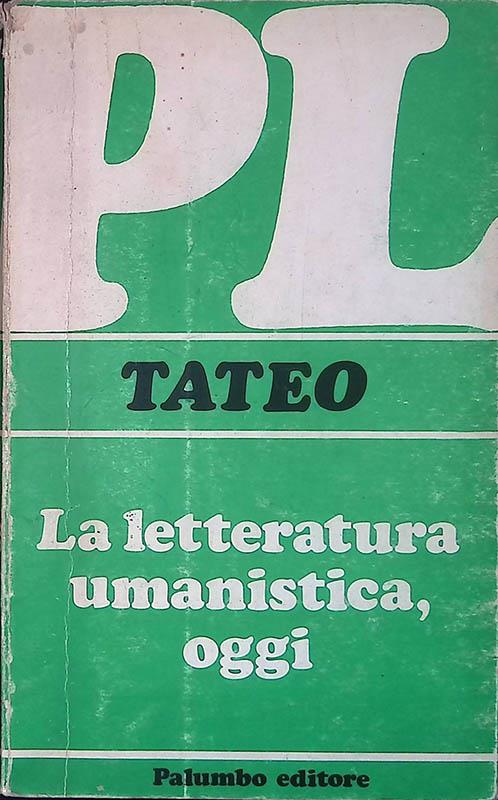 PL
TATEO
La letteratura
umanistica,
oggi
Palumbo editore